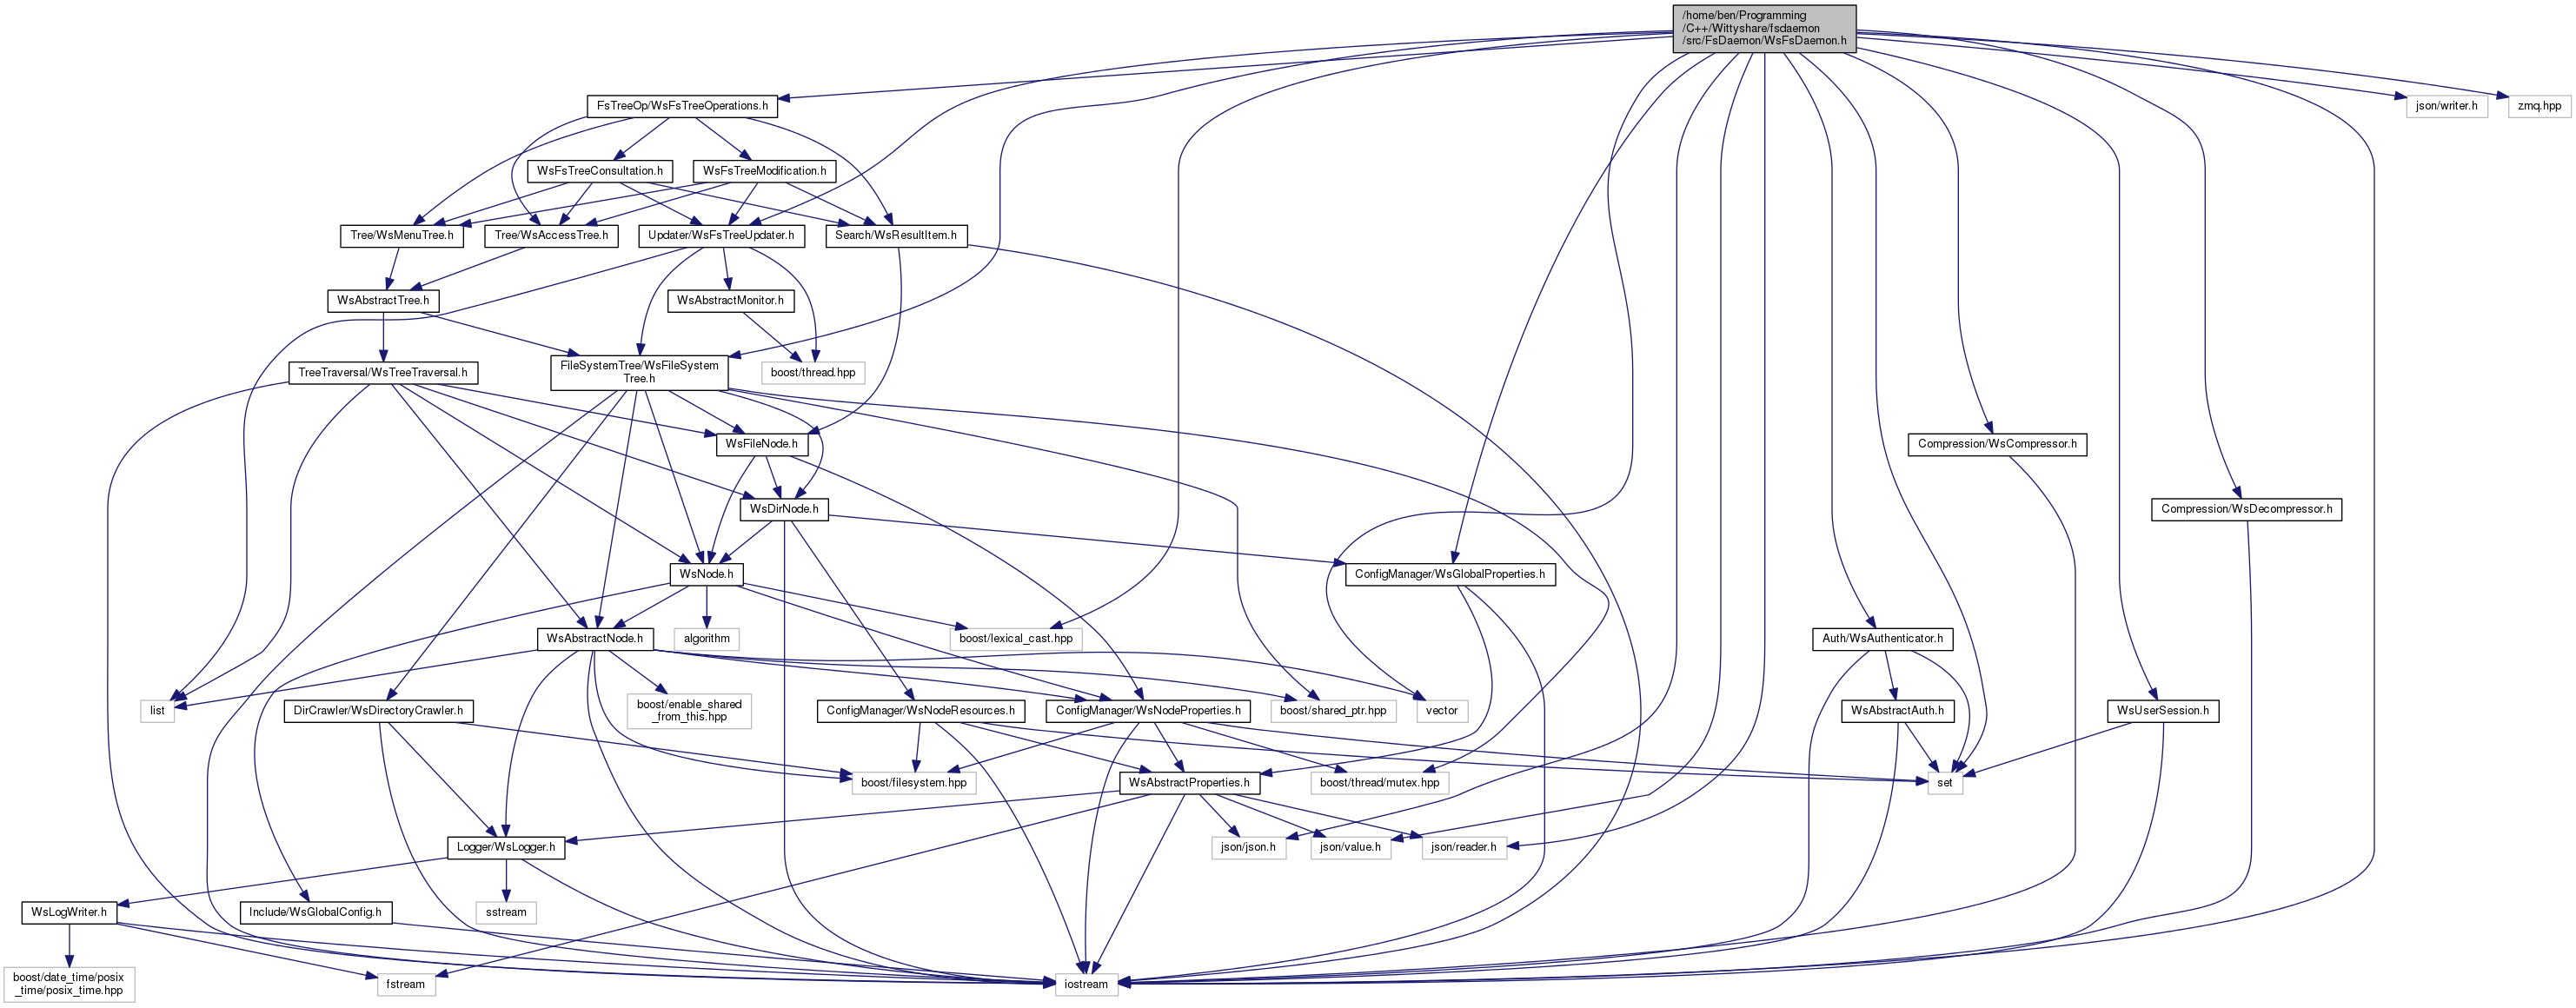 /home/ben/Programming
/C++/Wittyshare/fsdaemon
/src/FsDaemon/WsFsDaemon.h
FsTreeOp/WsFsTreeOperations.h
json/writer.h
zmq.hpp
WsFsTreeConsultation.h
WsFsTreeModification.h
Tree/WsMenuTree.h
Tree/WsAccessTree.h
Updater/WsFsTreeUpdater.h
Search/WsResultItem.h
WsAbstractTree.h
WsAbstractMonitor.h
TreeTraversal/WsTreeTraversal.h
FileSystemTree/WsFileSystem
Tree.h
boost/thread.hpp
WsFileNode.h
Compression/WsCompressor.h
WsDirNode.h
Compression/WsDecompressor.h
WsNode.h
ConfigManager/WsGlobalProperties.h
WsAbstractNode.h
algorithm
boost/lexical_cast.hpp
Auth/WsAuthenticator.h
list
DirCrawler/WsDirectoryCrawler.h
boost/enable_shared
_from_this.hpp
ConfigManager/WsNodeResources.h
ConfigManager/WsNodeProperties.h
boost/shared_ptr.hpp
vector
WsAbstractAuth.h
WsUserSession.h
boost/filesystem.hpp
WsAbstractProperties.h
boost/thread/mutex.hpp
set
Logger/WsLogger.h
json/json.h
json/value.h
json/reader.h
WsLogWriter.h
Include/WsGlobalConfig.h
sstream
boost/date_time/posix
_time/posix_time.hpp
fstream
iostream